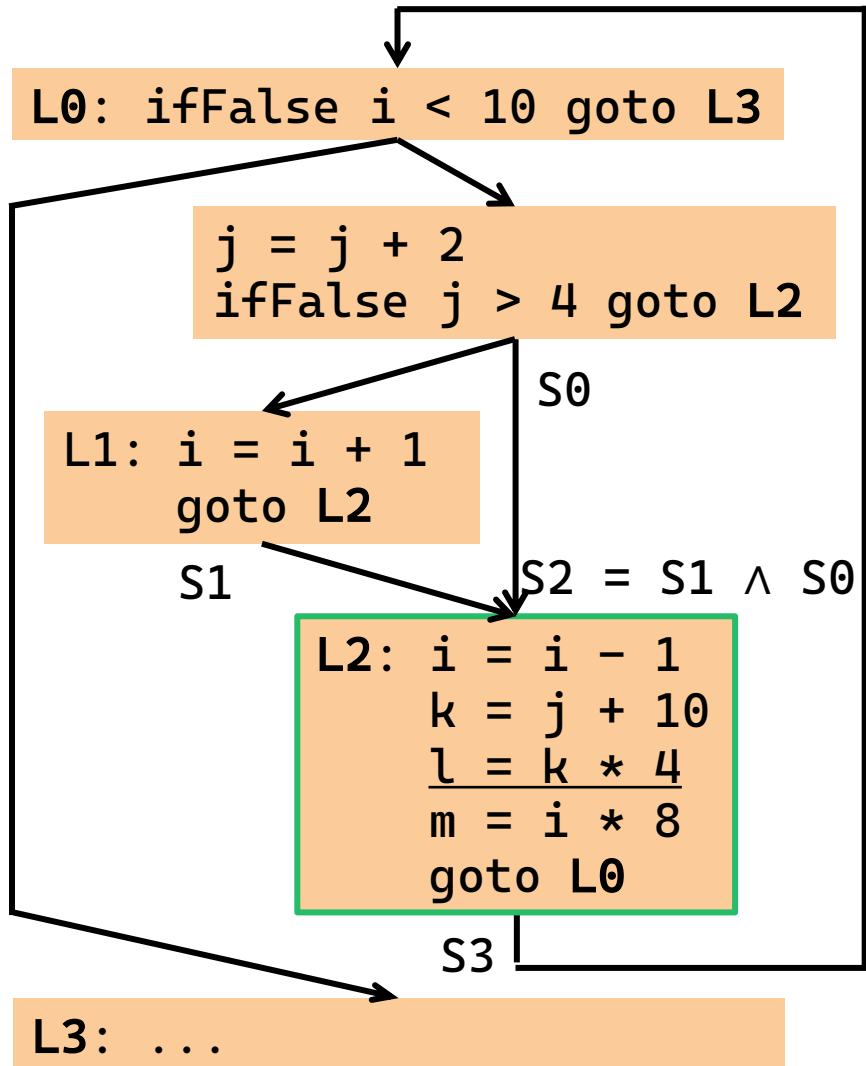 L0: ifFalse i < 10 goto L3
j = j + 2
ifFalse j > 4 goto L2
S0
L1: i = i + 1
goto L2
S1
S2 = S1 ∧ S0
L2: i = i - 1
k = j + 10
l = k * 4
m = i * 8
goto L0
S3
L3: ...